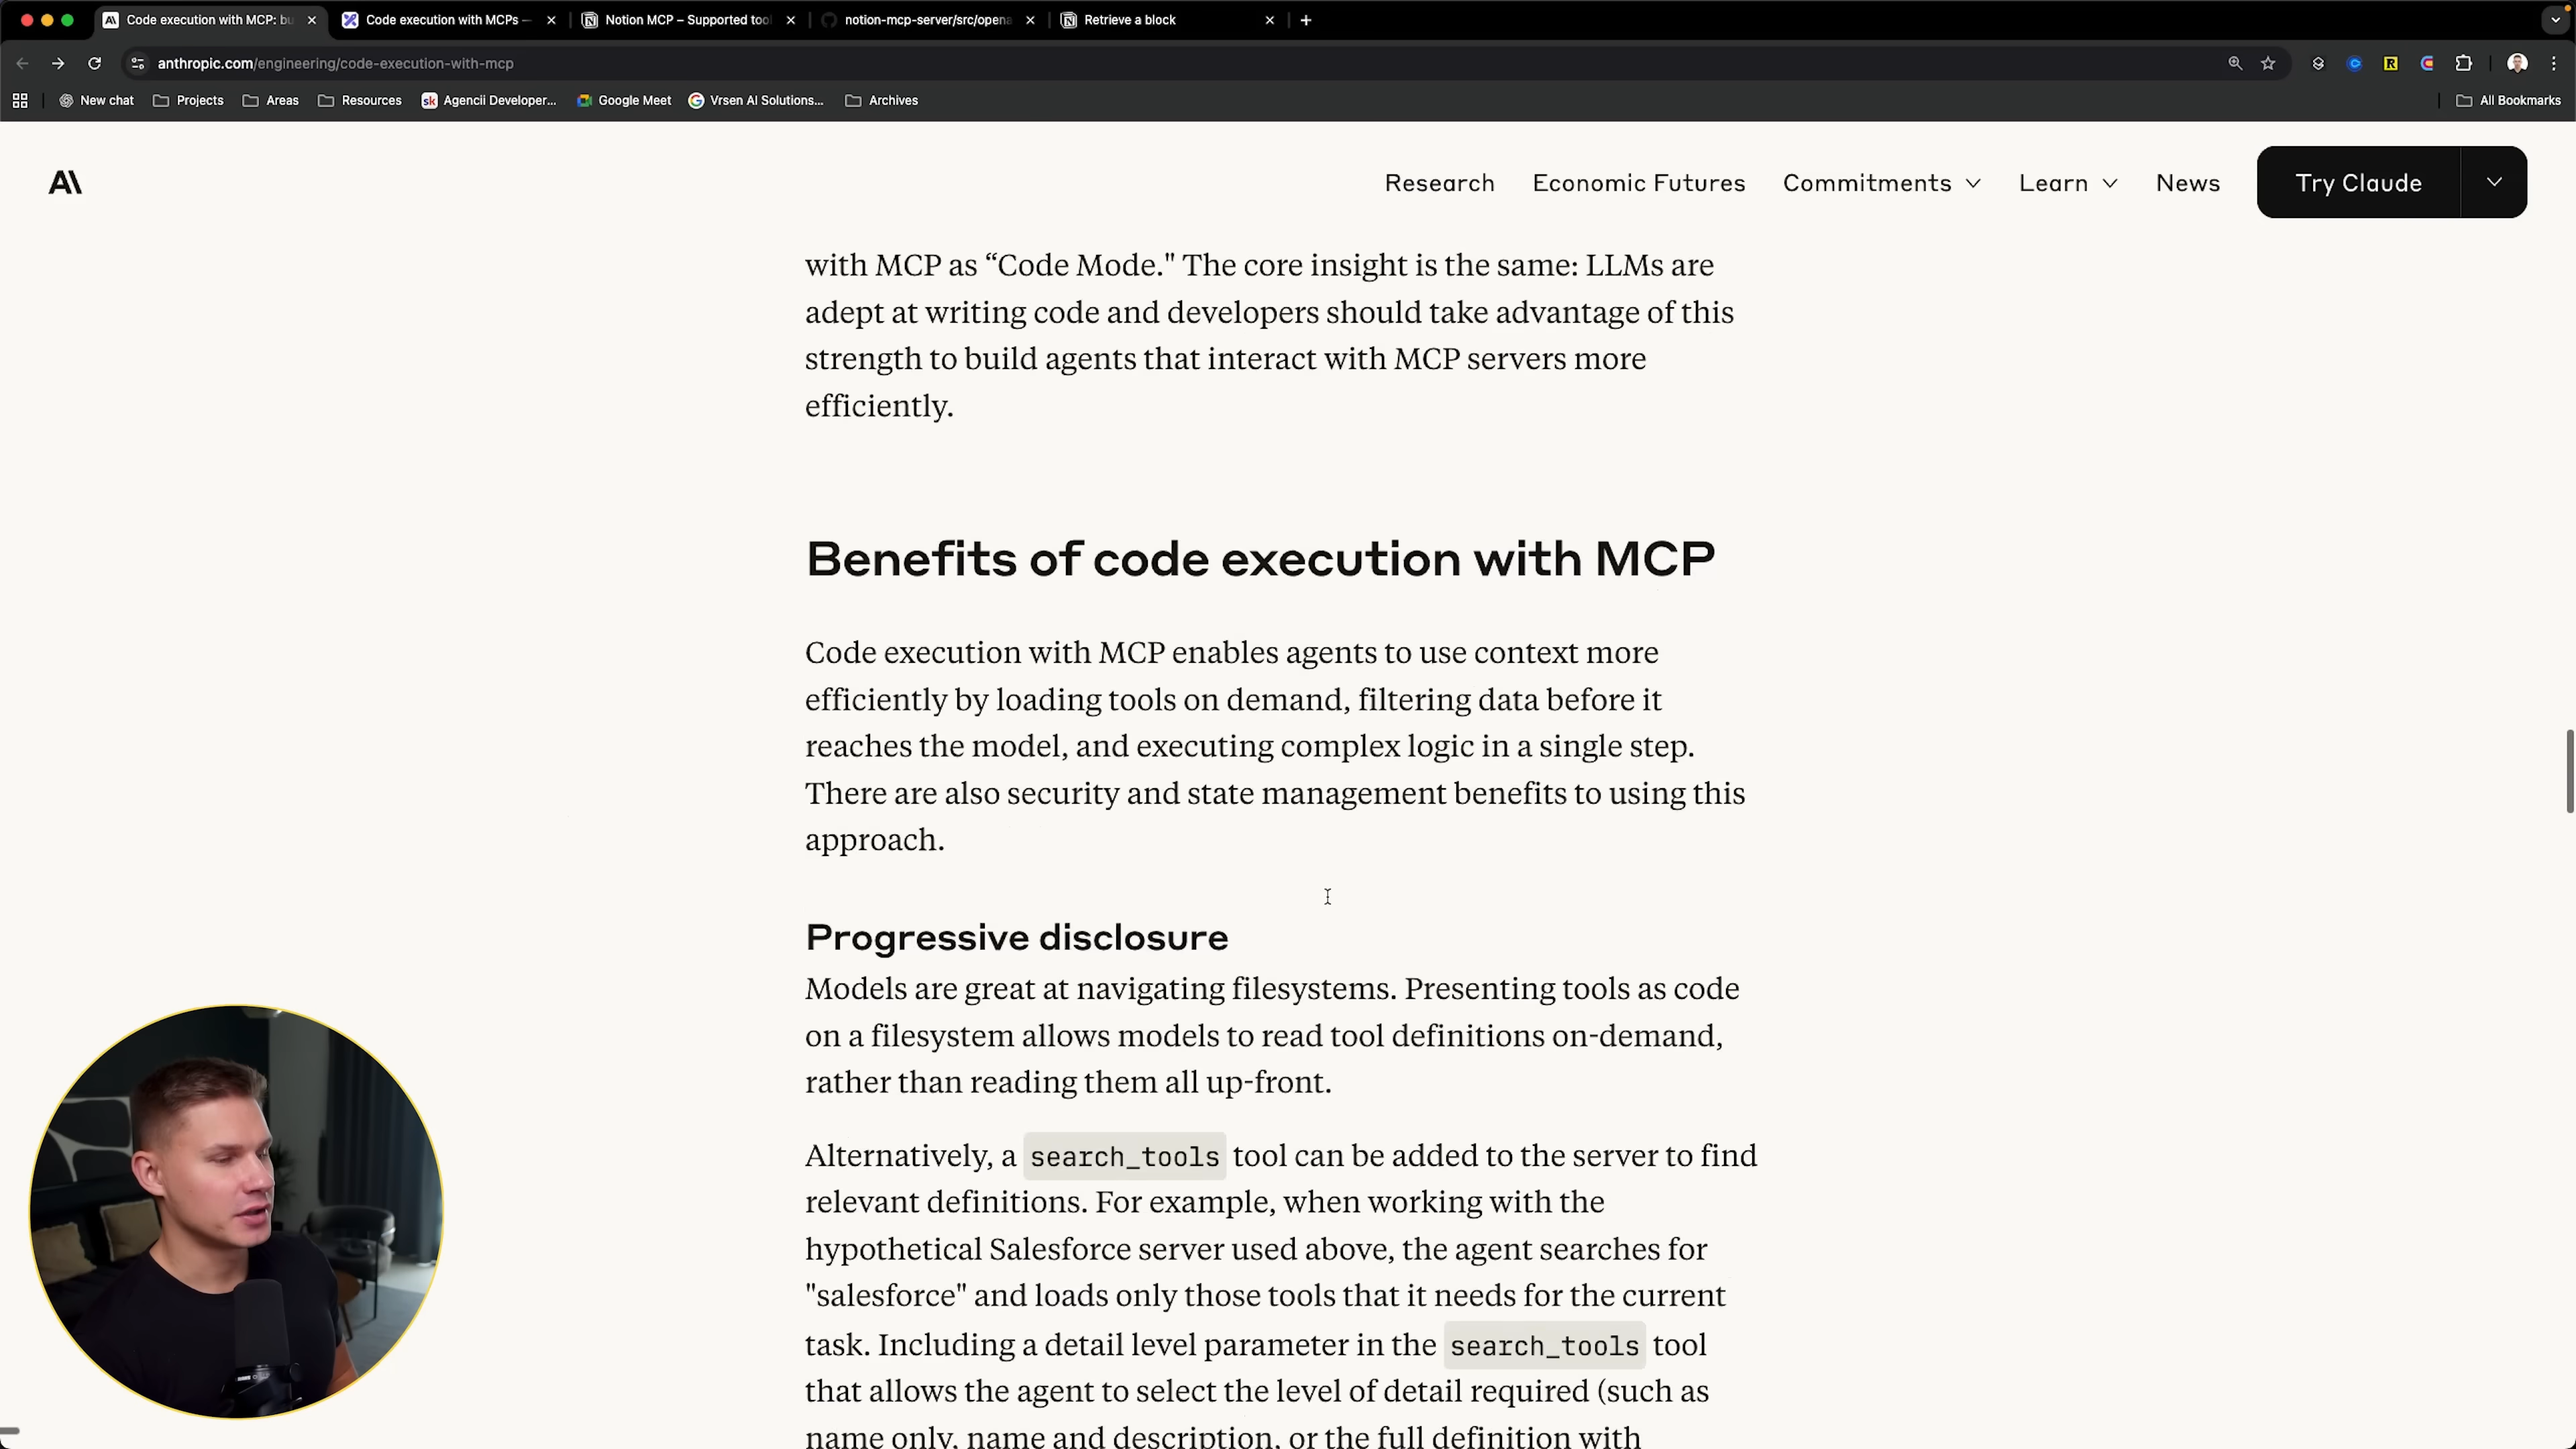 Code execution with MCP: bu
Code execution with MCPs –
Notion MCP – Supported tool
notion-mcp-server/src/opena
Retrieve a block
anthropic.com/engineering/code-execution-with-mcp
New chat
Projects
Areas
Resources
sk
Agencii Developer...
Google Meet
Vrsen AI Solutions...
Archives
All Bookmarks
Research
Economic Futures
Commitments
Learn
News
Try Claude
with MCP as “Code Mode." The core insight is the same: LLMs are
adept at writing code and developers should take advantage of this
strength to build agents that interact with MCP servers more
efficiently.
Benefits of code execution with MCP
Code execution with MCP enables agents to use context more
efficiently by loading tools on demand, filtering data before it
reaches the model, and executing complex logic in a single step.
There are also security and state management benefits to using this
approach.
Progressive disclosure
Models are great at navigating filesystems. Presenting tools as code
on a filesystem allows models to read tool definitions on-demand,
rather than reading them all up-front.
Alternatively, a search_tools tool can be added to the server to find
relevant definitions. For example, when working with the
hypothetical Salesforce server used above, the agent searches for
"salesforce" and loads only those tools that it needs for the current
task. Including a detail level parameter in the search_tools tool
that allows the agent to select the level of detail required (such as
name only, name and description, or the full definition with